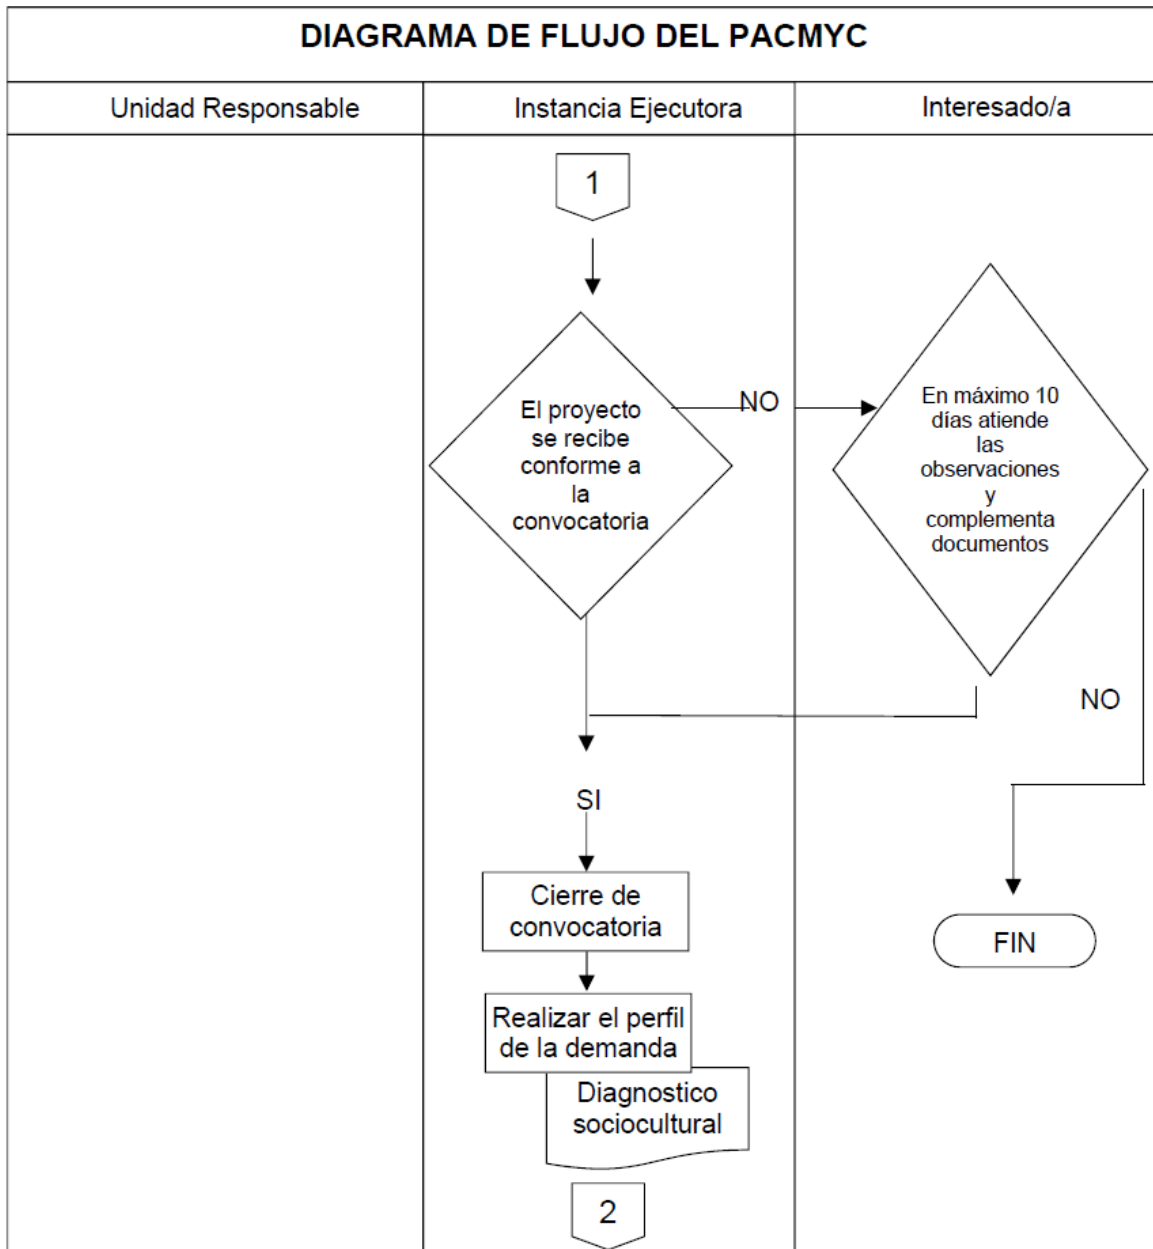 DIAGRAMA DE FLUJO DEL PACMYC
Unidad Responsable
Instancia Ejecutora
Interesado/a
1
El proyecto
se recibe
conforme a
la
convocatoria
NO
En máximo 10
días atiende
las
observaciones
y
complementa
documentos
NO
SI
Cierre de
convocatoria
FIN
Realizar el perfil
de la demanda
Diagnostico
sociocultural
2